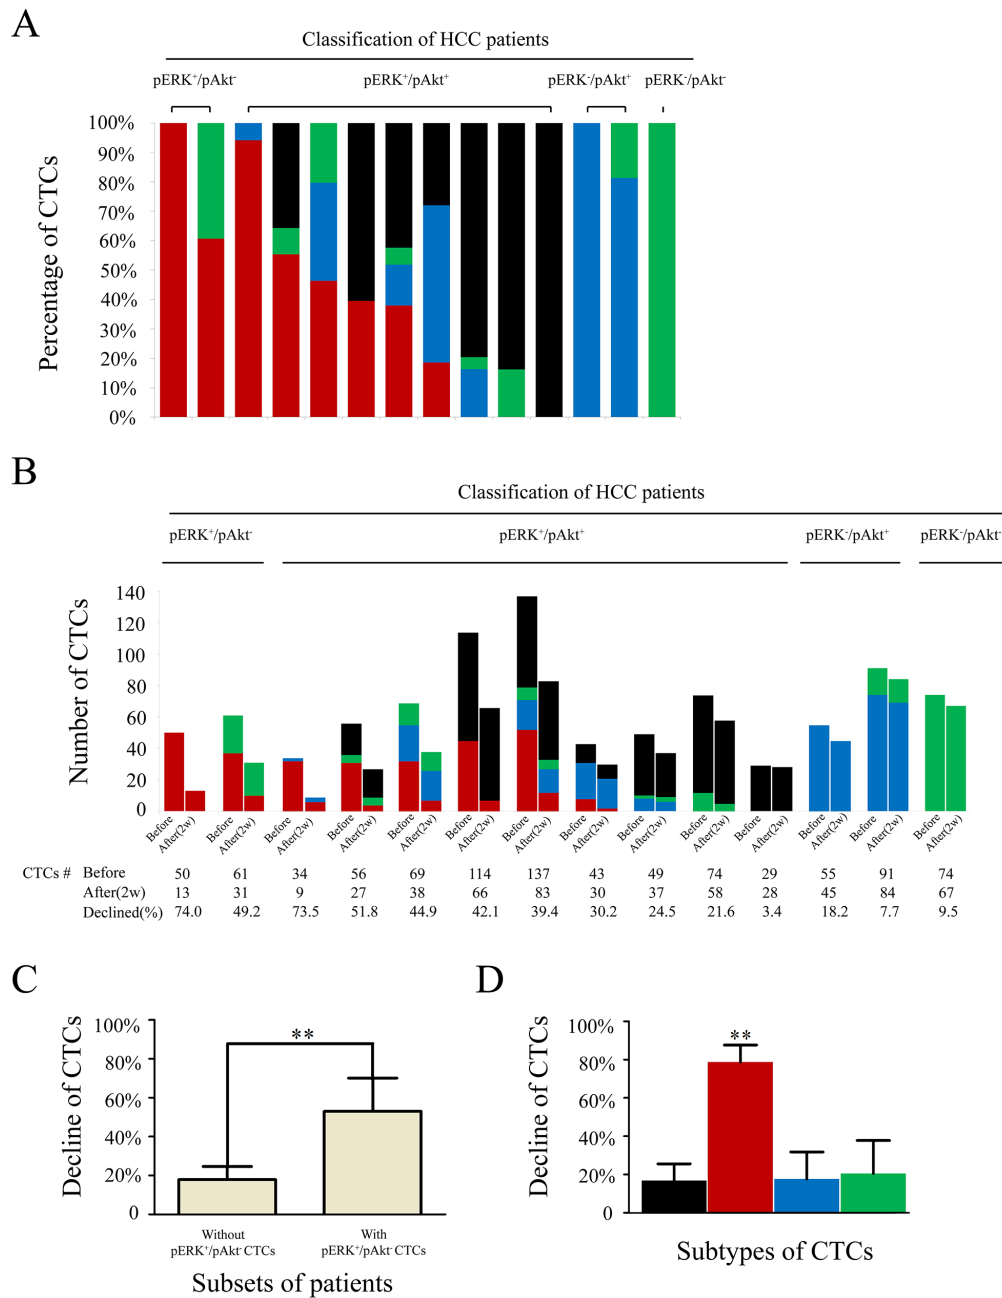 A
Classification of HCC patients
pERK⁺/pAkt⁻ pERK⁺/pAkt⁺ pERK⁻/pAkt⁺ pERK⁻/pAkt⁻
Percentage of CTCs
100%
90%
80%
70%
60%
50%
40%
30%
20%
10%
0%
B
Classification of HCC patients
pERK⁺/pAkt⁻ pERK⁺/pAkt⁺ pERK⁻/pAkt⁺ pERK⁻/pAkt⁻
Number of CTCs
140
120
100
80
60
40
20
0
Before After(2w) Before After(2w) Before After(2w) Before After(2w) Before After(2w) Before After(2w) Before After(2w) Before After(2w) Before After(2w) Before After(2w) Before After(2w) Before After(2w) Before After(2w) Before After(2w)
CTCs # Before 50 61 34 56 69 114 137 43 49 74 29 55 91 74
After(2w) 13 31 9 27 38 66 83 30 37 58 28 45 84 67
Declined(%) 74.0 49.2 73.5 51.8 44.9 42.1 39.4 30.2 24.5 21.6 3.4 18.2 7.7 9.5
C
Decline of CTCs
100%
80%
60%
40%
20%
0
**
Without
pERK⁺/pAkt⁻ CTCs
With
pERK⁺/pAkt⁻ CTCs
Subsets of patients
D
Decline of CTCs
100%
80%
60%
40%
20%
0
**
Subtypes of CTCs